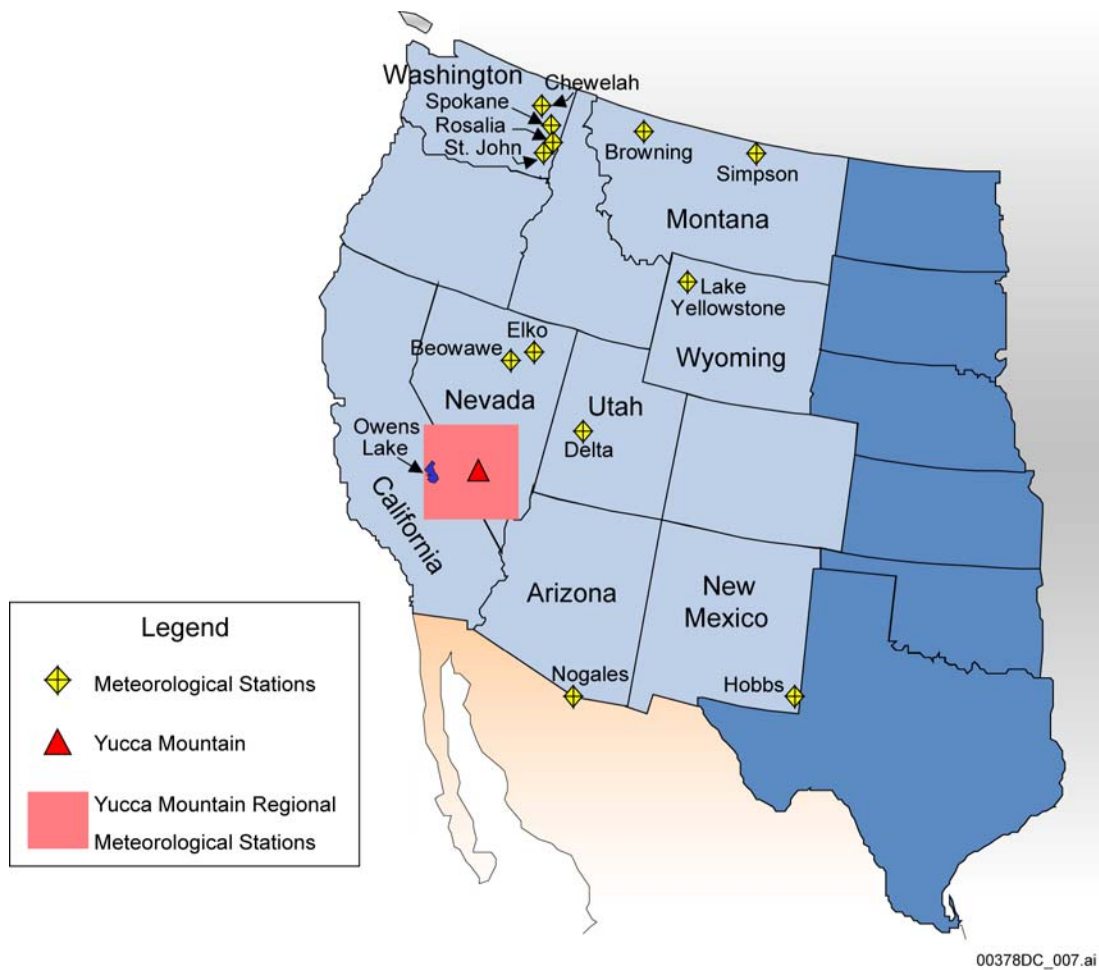 Washington
Chewelah
Spokane
Rosalia
St. John
Browning
Simpson
Montana
Lake
Yellowstone
Wyoming
Elko
Beowawe
Nevada
Utah
Delta
Owens
Lake
California
Arizona
New
Mexico
Nogales
Hobbs
Legend
Meteorological Stations
Yucca Mountain
Yucca Mountain Regional
Meteorological Stations
00378DC_007.ai